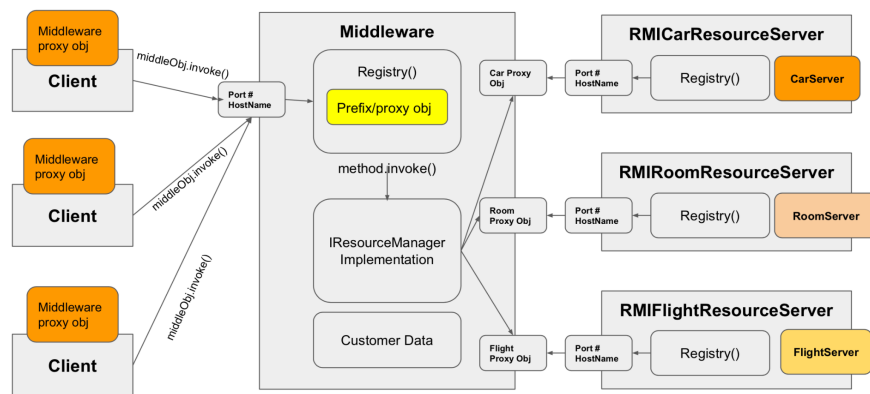 Middleware
proxy obj
Client
middleObj.invoke()
Middleware
proxy obj
Client
middleObj.invoke()
Middleware
proxy obj
Client
middleObj.invoke()
Port #
HostName
Middleware
Registry()
Prefix/proxy obj
method.invoke()
IResourceManager
Implementation
Customer Data
Car Proxy
Obj
Port #
HostName
RMICarResourceServer
Registry()
CarServer
Room
Proxy Obj
Port #
HostName
RMIRoomResourceServer
Registry()
RoomServer
Flight
Proxy Obj
Port #
HostName
RMIFlightResourceServer
Registry()
FlightServer